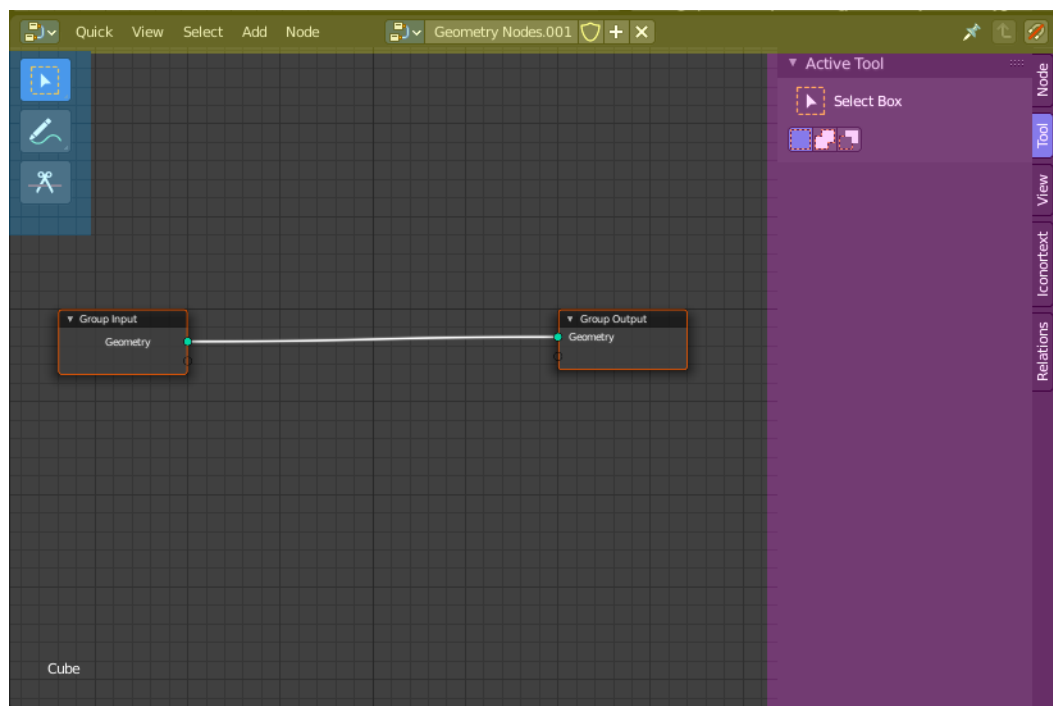 Quick View Select Add Node Geometry Nodes.001
Active Tool
Select Box
Node
Tool
View
Iconortext
Relations
Group Input
Geometry
Group Output
Geometry
Cube